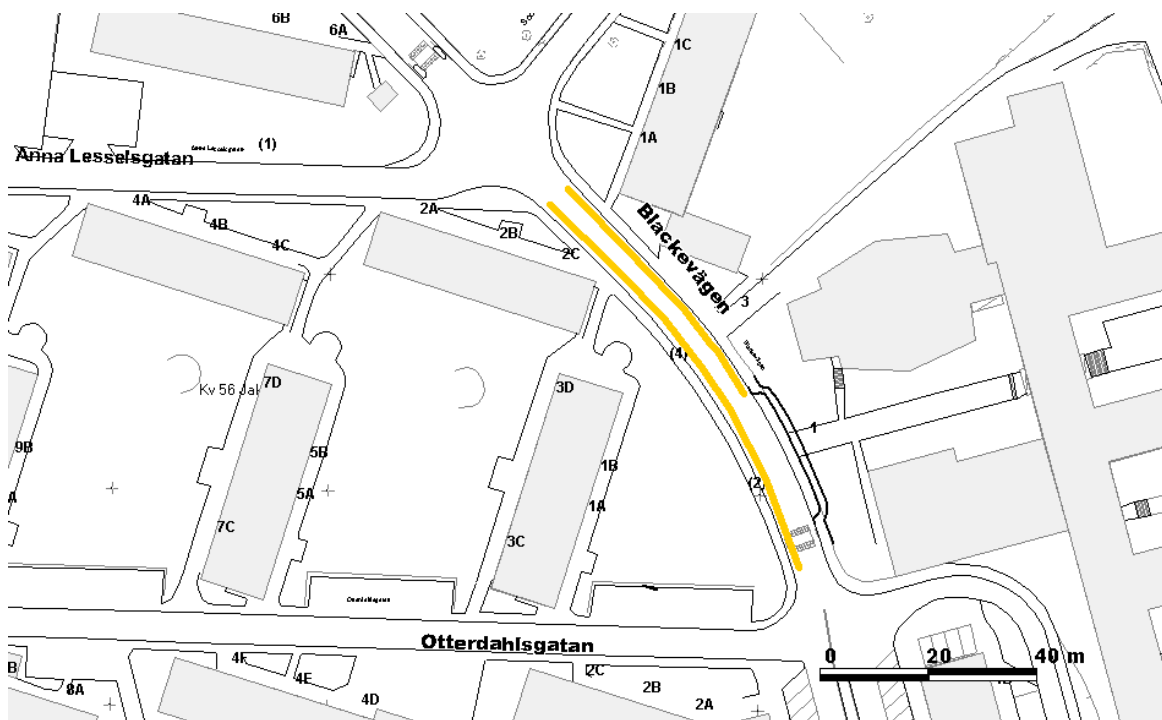 6B
6A
1C
1B
1A
(1)
Anna Lesselsgatan
4A
4B
4C
2A
2B
2C
Blackevägen
3
(4)
Kv 56 Jak
7D
3D
9B
5B
5A
1B
1A
1
(2)
A
7C
3C
Otterdahlsgatan
0 20 40 m
B
8A
4F
4E
4D
2C
2B
2A